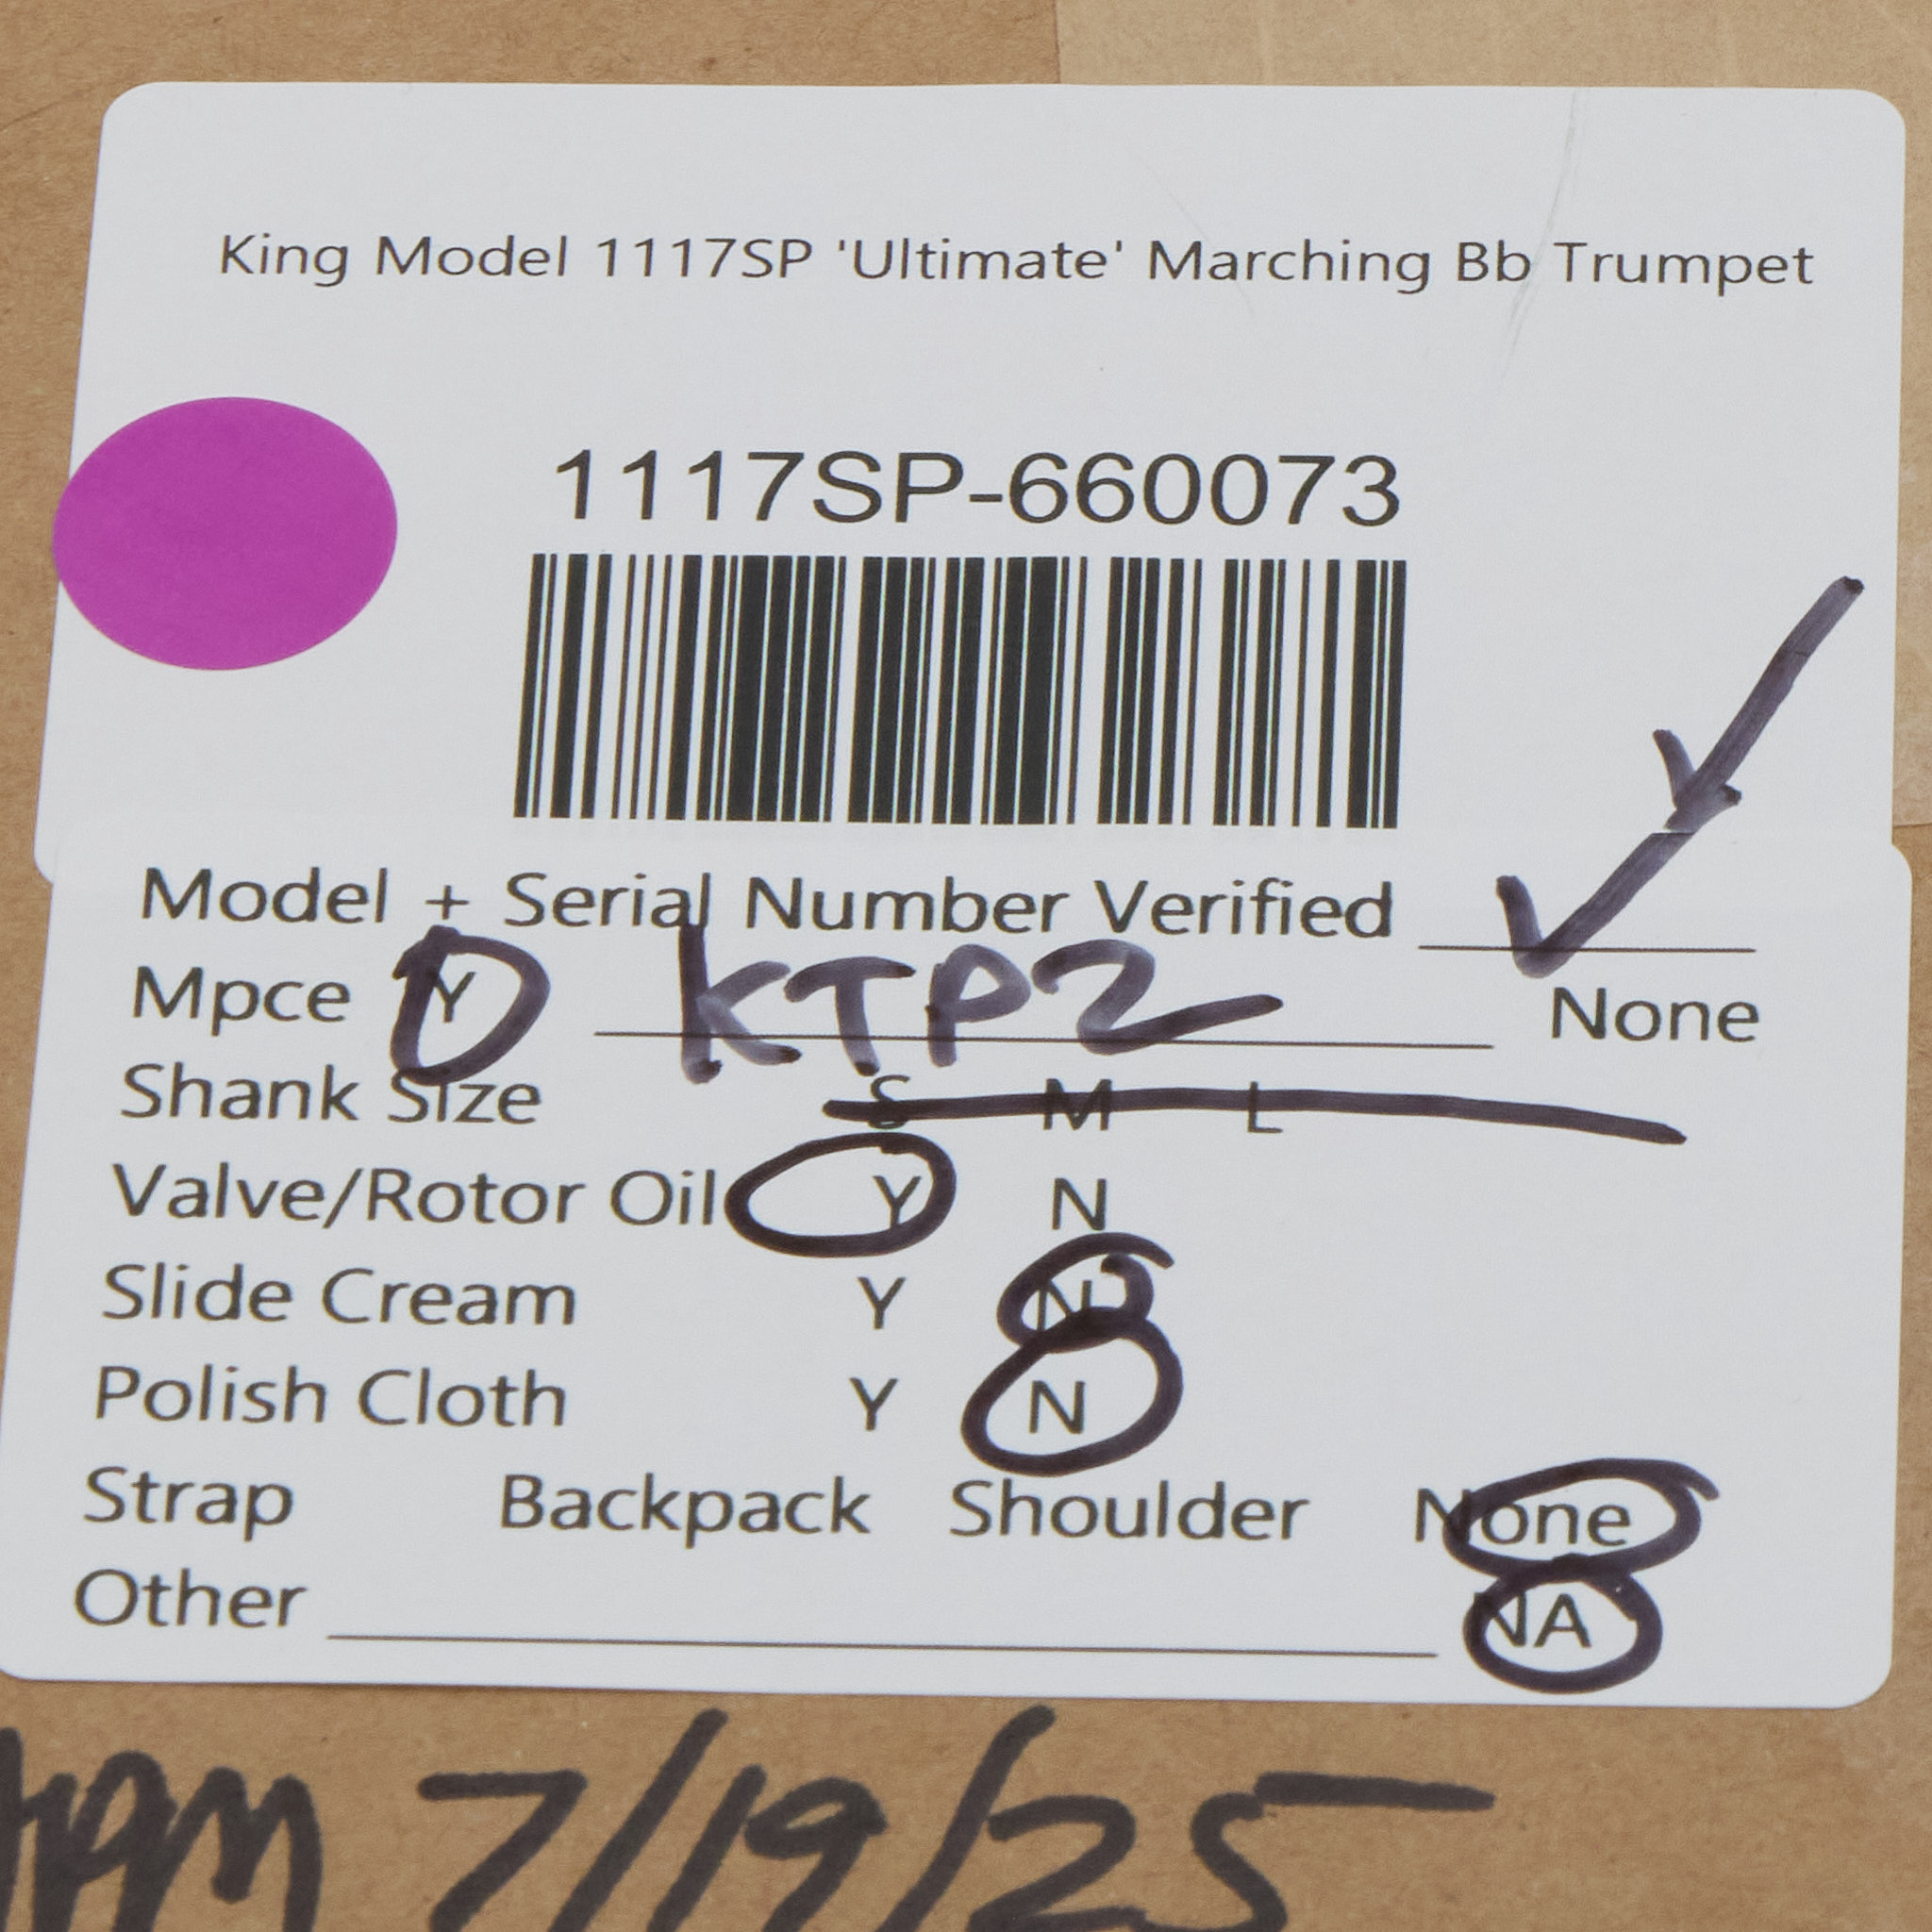 King Model 1117SP 'Ultimate' Marching Bb Trumpet
1117SP-660073
Model + Serial Number Verified
Mpce Y KTP2 None
Shank Size S M L
Valve/Rotor Oil Y N
Slide Cream Y N
Polish Cloth Y N
Strap Backpack Shoulder None
Other NA
7/19/25